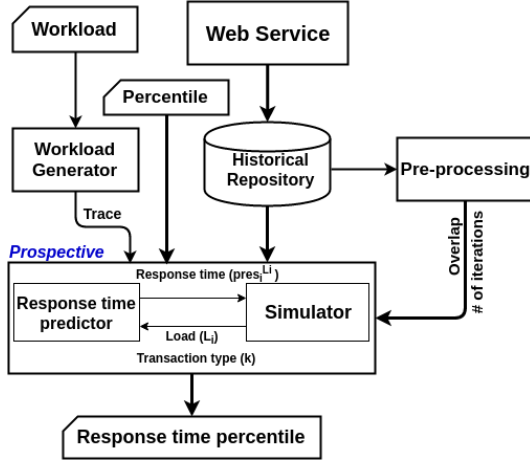 Workload
Web Service
Percentile
Workload
Generator
Historical
Repository
Pre-processing
Trace
Overlap
# of iterations
Prospective
Response time (pres_i^{Li})
Response time
predictor
Simulator
Load (L_i)
Transaction type (k)
Response time percentile